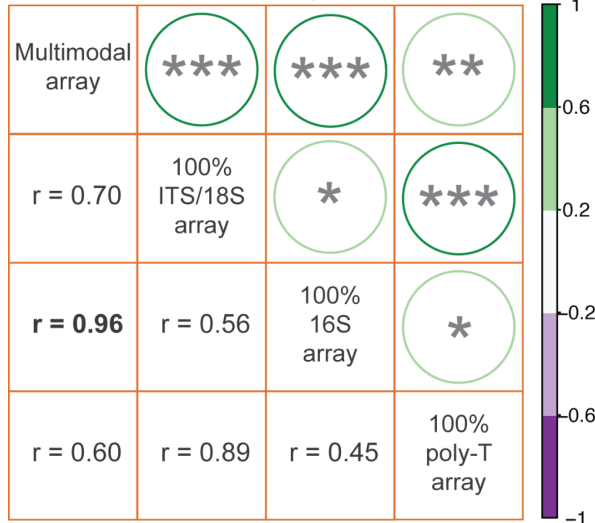 Multimodal
array
***
***
**
r = 0.70
100%
ITS/18S
array
*
***
r = 0.96
r = 0.56
100%
16S
array
*
r = 0.60
r = 0.89
r = 0.45
100%
poly-T
array
1
0.6
0.2
-0.2
-0.6
-1